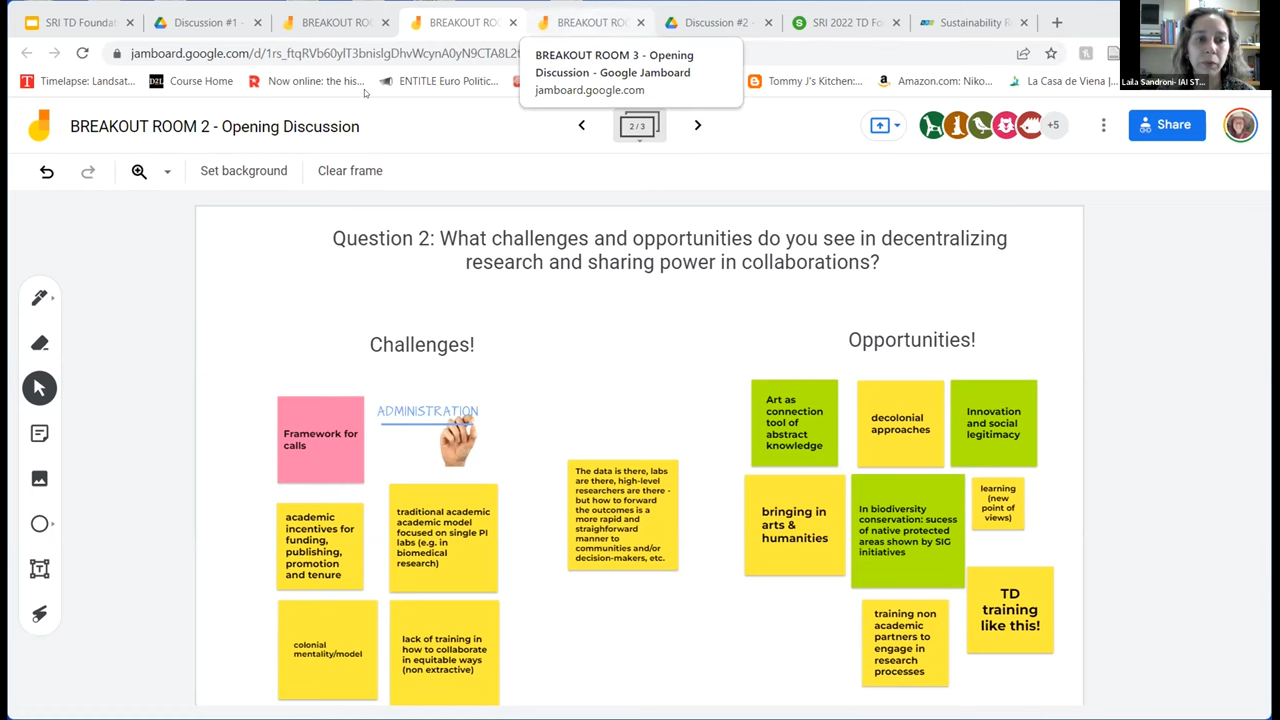 SRI TD Founda
Discussion #1 -
BREAKOUT RO
BREAKOUT RO
BREAKOUT RO
Discussion #2 -
SRI 2022 TD Fo
Sustainability R
BREAKOUT ROOM 3 - Opening
Discussion - Google Jamboard
jamboard.google.com
Timelapse: Landsat...
D2L
Course Home
Now online: the his...
ENTITLE Euro Politic...
Tommy J's Kitchen...
Amazon.com: Niko...
La Casa de Viena |...
Laila Sandroni- IAI ST...
BREAKOUT ROOM 2 - Opening Discussion
2 / 3
+5
Share
Set background
Clear frame
Question 2: What challenges and opportunities do you see in decentralizing
research and sharing power in collaborations?
Challenges!
Opportunities!
Framework for
calls
ADMINISTRATION
academic
incentives for
funding,
publishing,
promotion
and tenure
traditional academic
academic model
focused on single PI
labs (e.g. in
biomedical
research)
colonial
mentality/model
lack of training in
how to collaborate
in equitable ways
(non extractive)
The data is there, labs
are there, high-level
researchers are there -
but how to forward
the outcomes is a
more rapid and
straighforward
manner to
communities and/or
decision-makers, etc.
Art as
connection
tool of
abstract
knowledge
decolonial
approaches
Innovation
and social
legitimacy
bringing in
arts &
humanities
In biodiversity
conservation: sucess
of native protected
areas shown by SIG
initiatives
learning
(new
point of
views)
training non
academic
partners to
engage in
research
processes
TD
training
like this!